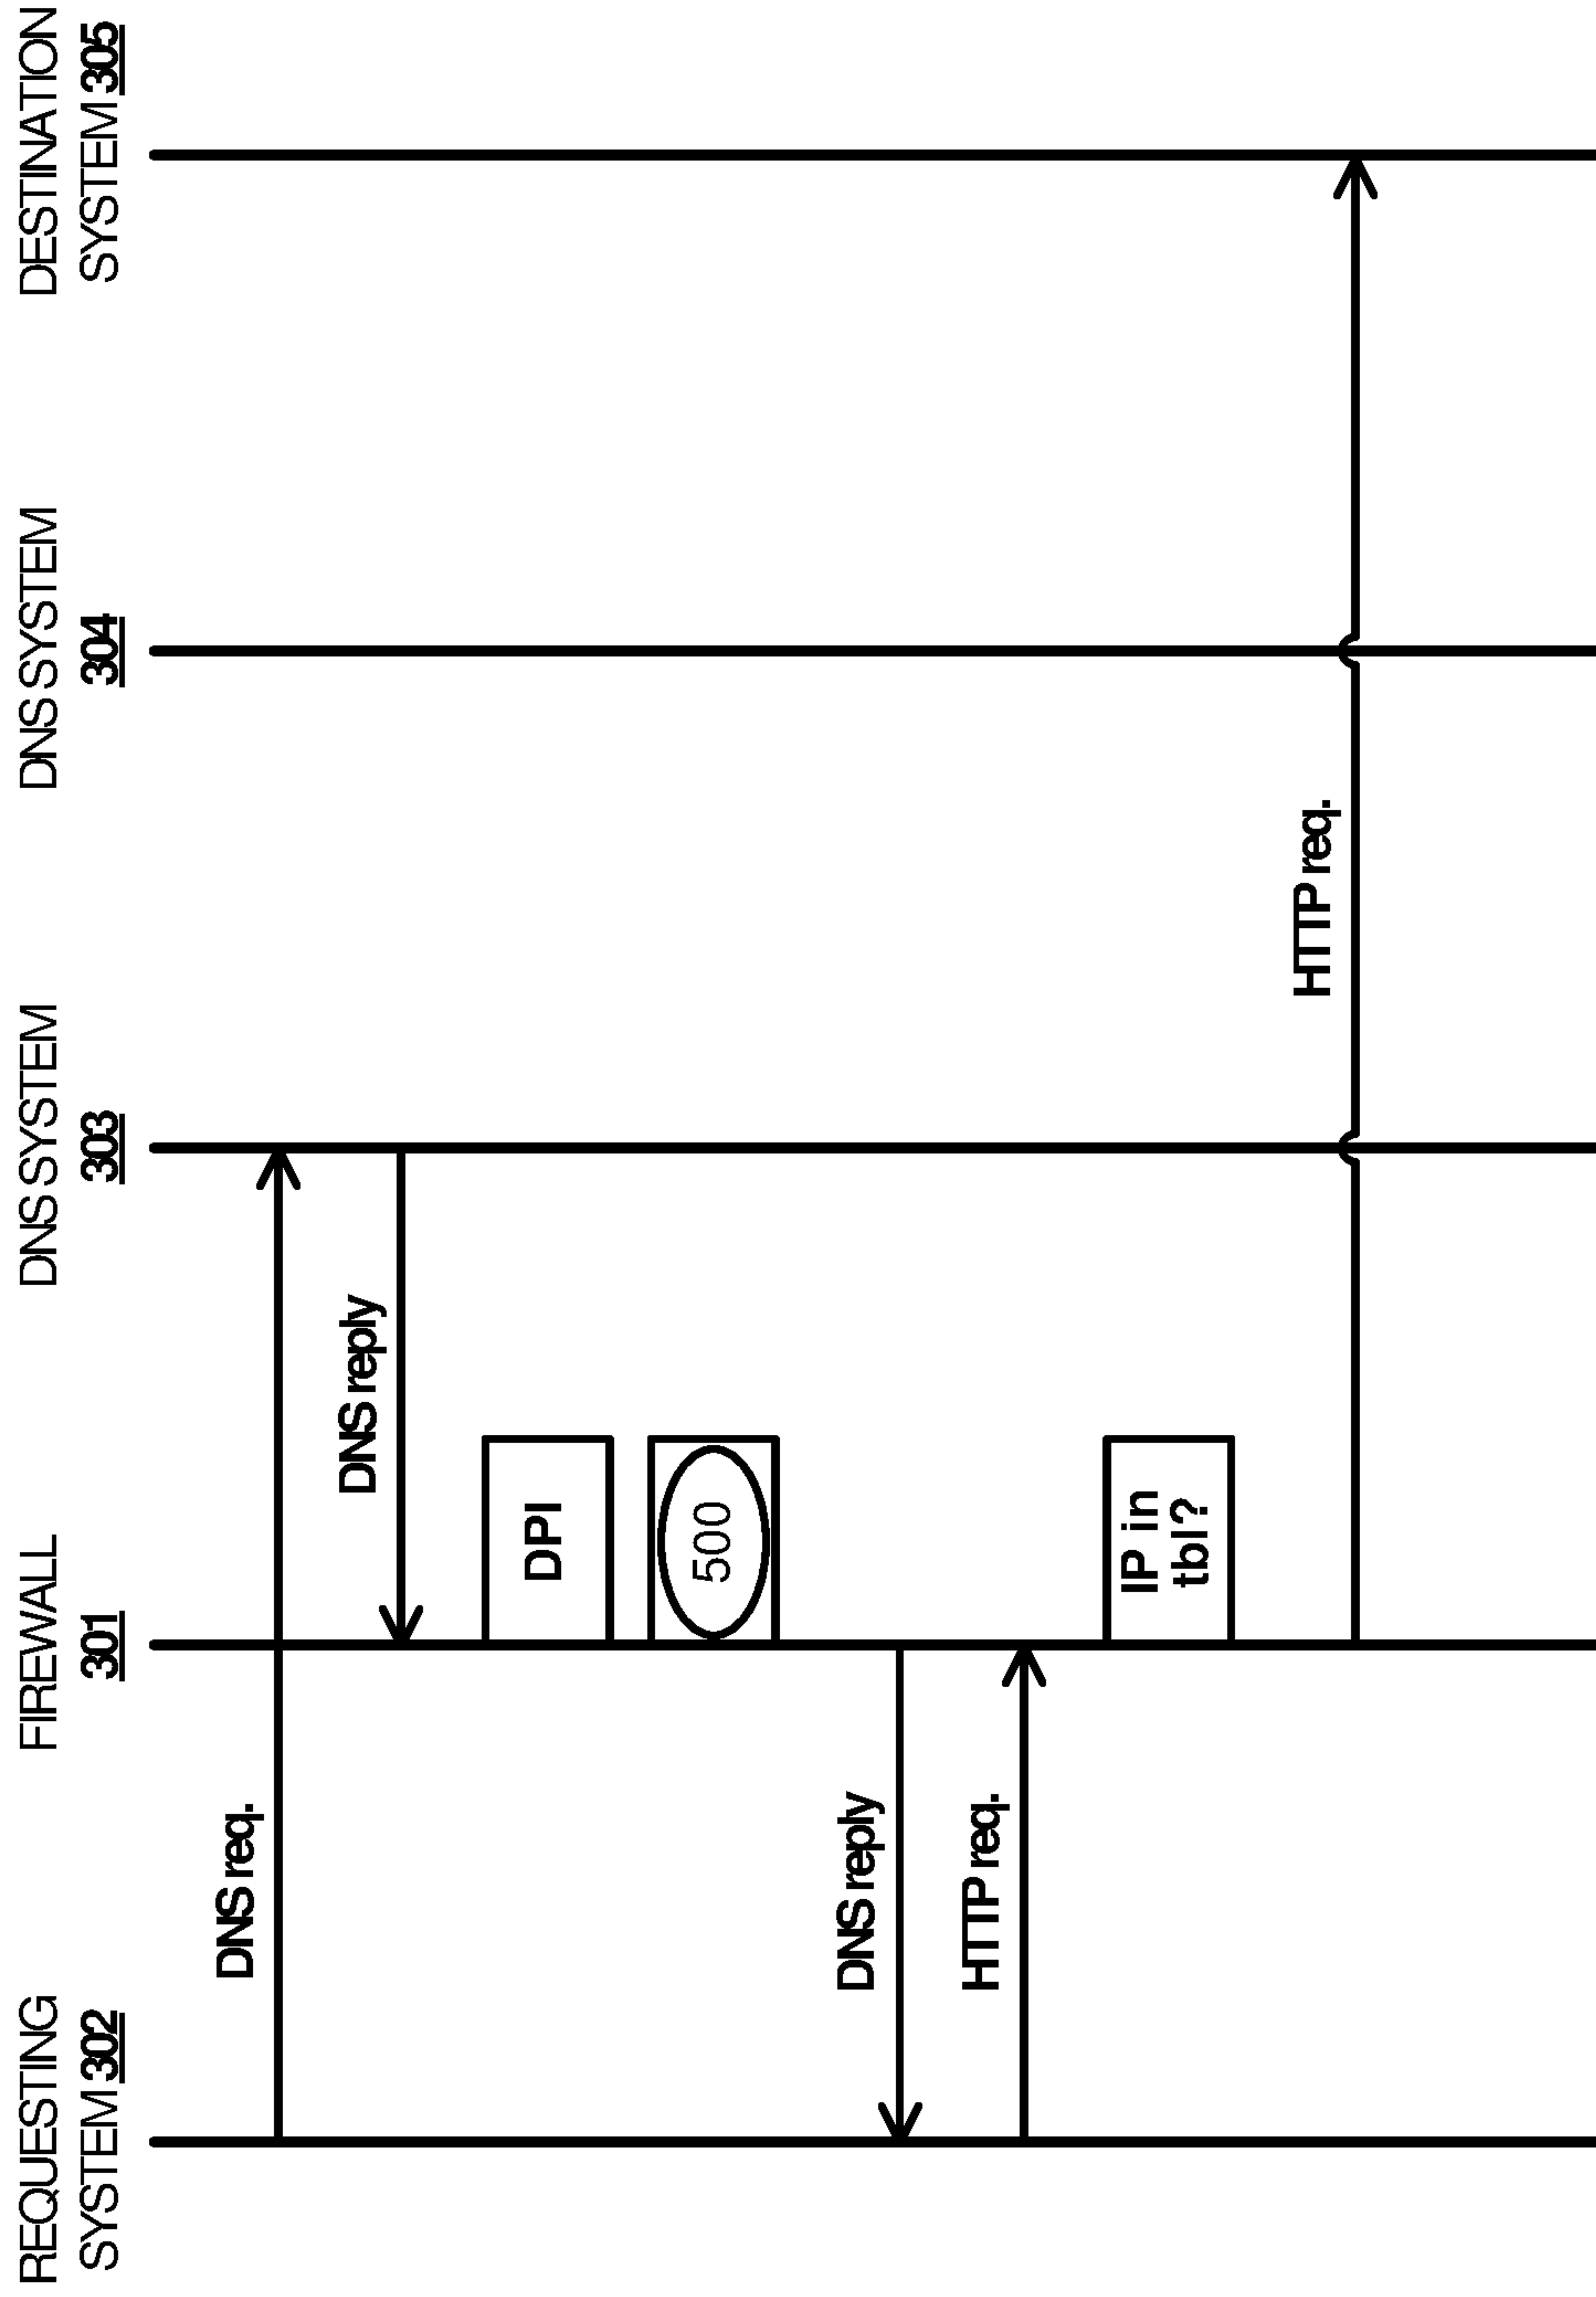 REQUESTING
SYSTEM 302
FIREWALL
301
DNS SYSTEM
303
DNS SYSTEM
304
DESTINATION
SYSTEM 305
DNS req.
DNS reply
DPI
500
DNS reply
HTTP req.
IP in
tbl?
HTTP req.